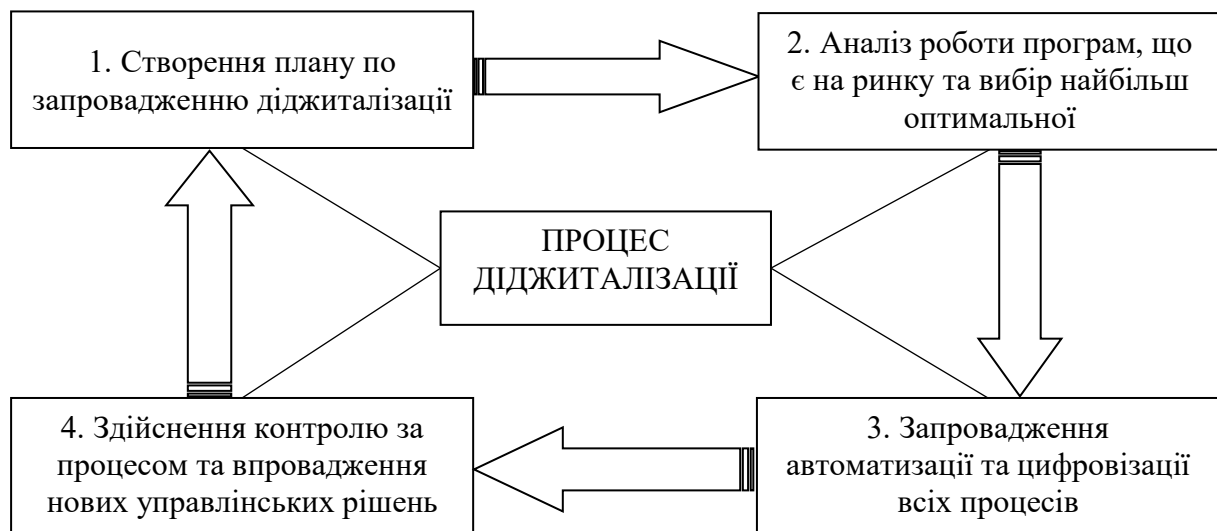 1. Створення плану по
запровадженню діджиталізації
2. Аналіз роботи програм, що
є на ринку та вибір найбільш
оптимальної
ПРОЦЕС
ДІДЖИТАЛІЗАЦІЇ
4. Здійснення контролю за
процесом та впровадження
нових управлінських рішень
3. Запровадження
автоматизації та цифровізації
всіх процесів